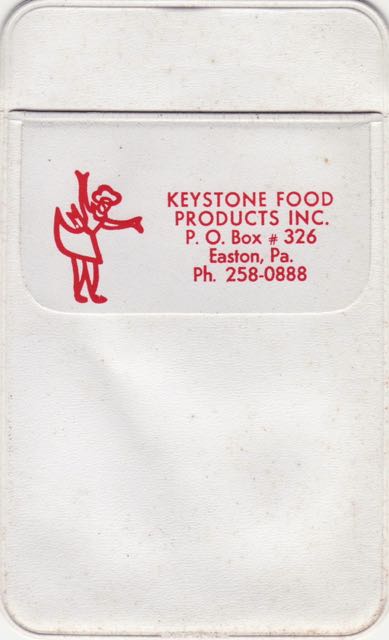 KEYSTONE FOOD
PRODUCTS INC.
P. O. Box # 326
Easton, Pa.
Ph. 258-0888